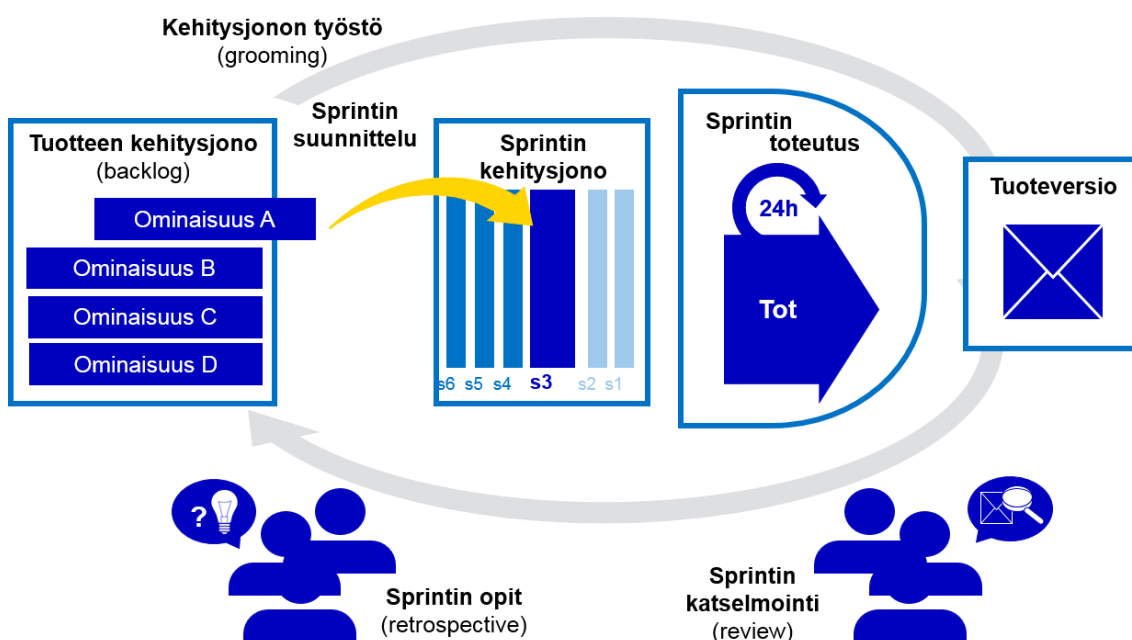 Kehitysjonon työstö
(grooming)
Tuotteen kehitysjono
(backlog)
Ominaisuus A
Ominaisuus B
Ominaisuus C
Ominaisuus D
Sprintin
suunnittelu
Sprintin
kehitysjono
s6 s5 s4 s3 s2 s1
Sprintin
toteutus
24h
Tot
Tuoteversio
?
Sprintin opit
(retrospective)
Sprintin
katselmointi
(review)